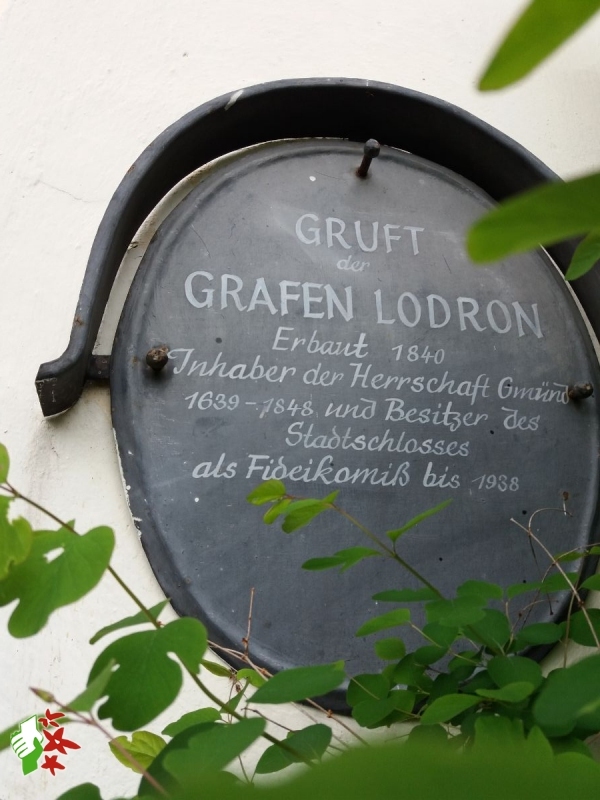 GRUFT
der
GRAFEN LODRON
Erbaut 1840
Inhaber der Herrschaft Gmünd
1639-1848 und Besitzer des
Stadtschlosses
als Fideikomiß bis 1938